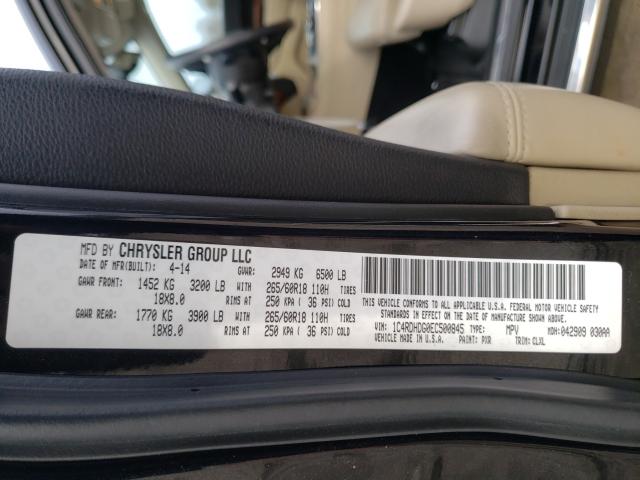 MFD BY CHRYSLER GROUP LLC
DATE OF MFR(BUILT): 4-14 GVWR: 2949 KG 6500 LB
GAWR FRONT: 1452 KG 3200 LB WITH 265/60R18 110H TIRES
18X8.0 RIMS AT 250 KPA ( 36 PSI) COLD
GAWR REAR: 1770 KG 3900 LB WITH 265/60R18 110H TIRES
18X8.0 RIMS AT 250 KPA ( 36 PSI) COLD
THIS VEHICLE CONFORMS TO ALL APPLICABLE U.S.A. FEDERAL MOTOR VEHICLE SAFETY
STANDARDS IN EFFECT ON THE DATE OF MANUFACTURE SHOWN ABOVE.
VIN: 1C4RDHDG0EC500845 TYPE: MPV MDH: 042909 030AA
VEHICLE MADE IN U.S.A. PAINT: PXR TRIM: CLXL